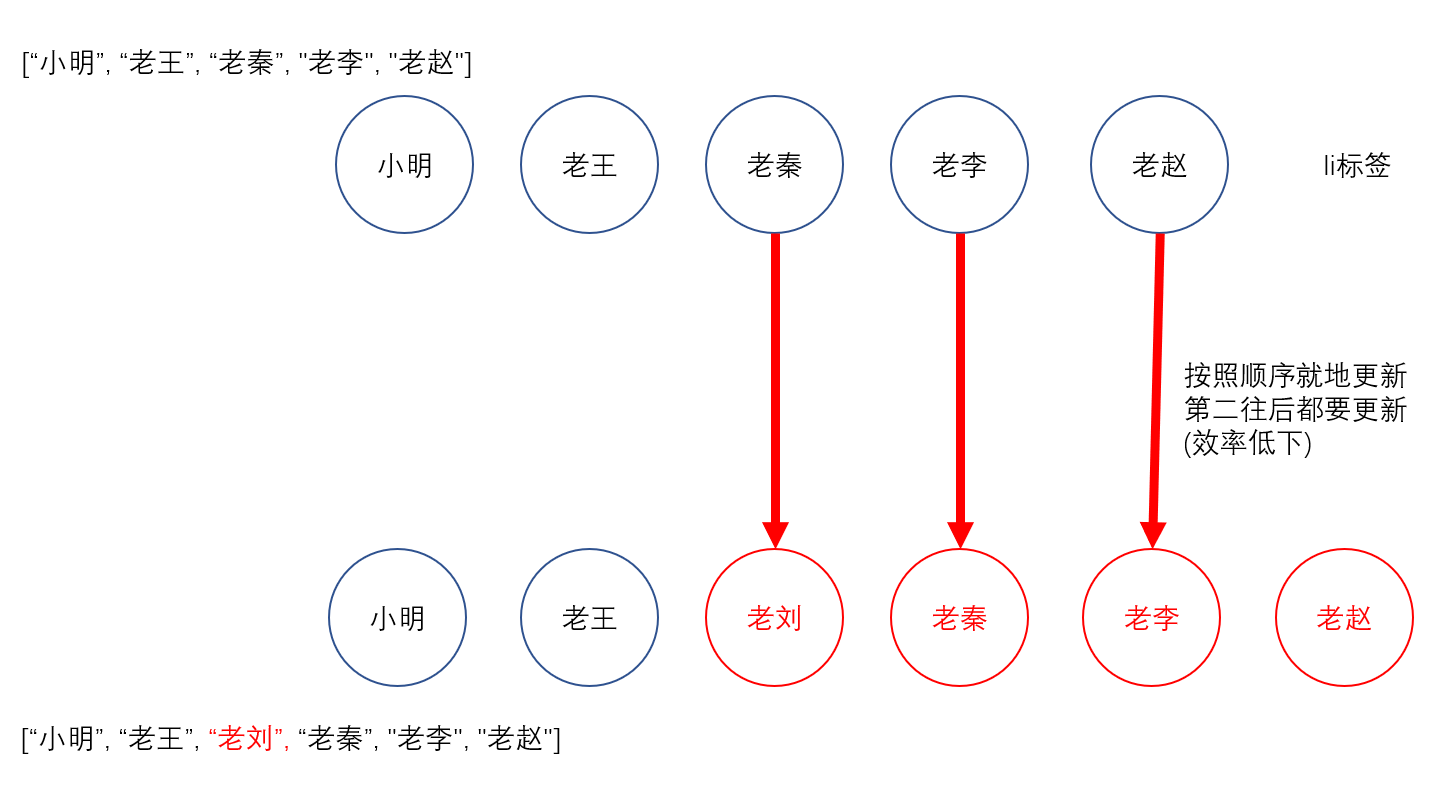 [“小明”, “老王”, “老秦”, "老李", "老赵"]
小明 老王 老秦 老李 老赵 li标签
按照顺序就地更新
第二往后都要更新
(效率低下)
小明 老王 老刘 老秦 老李 老赵
[“小明”, “老王”, “老刘”, “老秦”, "老李", "老赵"]